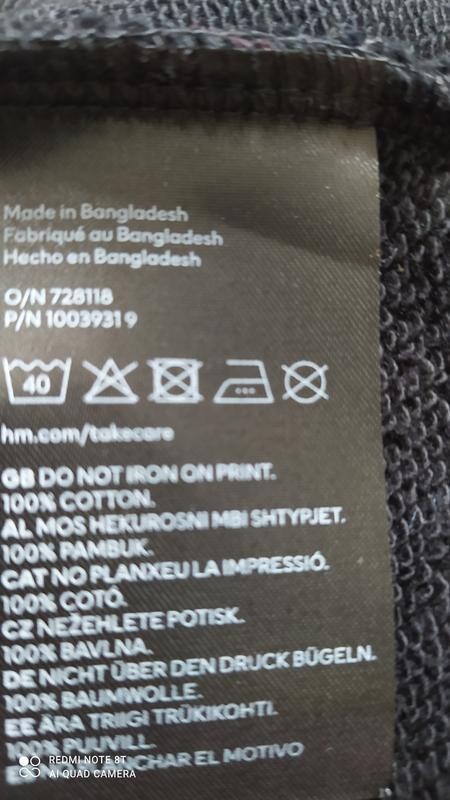 Made in Bangladesh
Fabriqué au Bangladesh
Hecho en Bangladesh
O/N 728118
P/N 1003931 9
40
hm.com/takecare
GB DO NOT IRON ON PRINT.
100% COTTON.
AL MOS HEKUROSNI MBI SHTYPJET.
100% PAMBUK.
CAT NO PLANXEU LA IMPRESSIÓ.
100% COTÓ.
CZ NEŽEHLETE POTISK.
100% BAVLNA.
DE NICHT ÜBER DEN DRUCK BÜGELN.
100% BAUMWOLLE.
EE ÄRA TRIIGI TRÜKIKOHTI.
100% PUUVILL.
EL MOTIVO
REDMI NOTE 8T
AI QUAD CAMERA